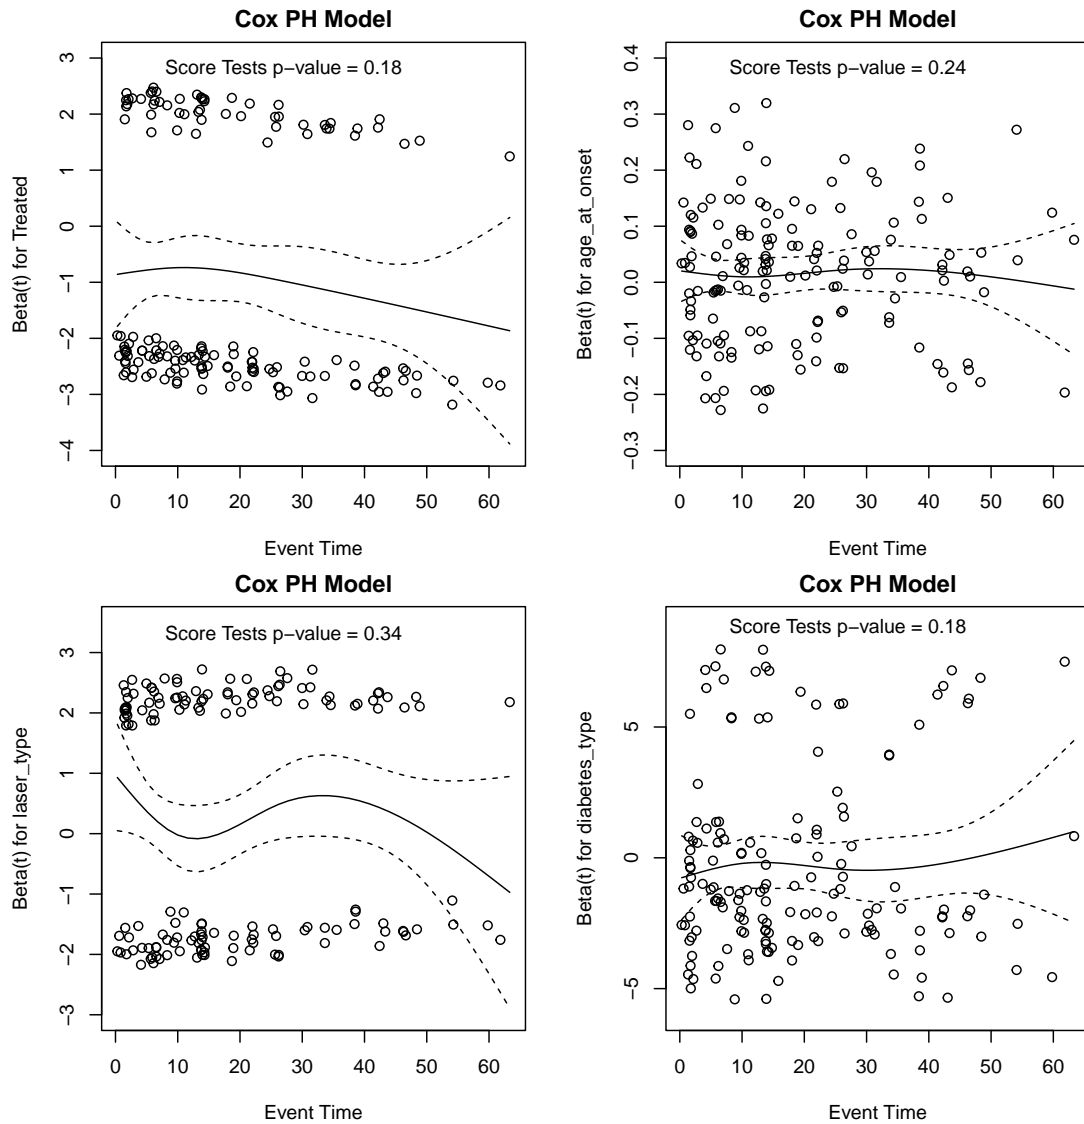 Cox PH Model
Score Tests p−value = 0.18
Beta(t) for Treated
3
2
1
0
−1
−2
−3
−4
0 10 20 30 40 50 60
Event Time
Cox PH Model
Score Tests p−value = 0.24
Beta(t) for age_at_onset
0.4
0.3
0.2
0.1
0.0
−0.1
−0.2
−0.3
0 10 20 30 40 50 60
Event Time
Cox PH Model
Score Tests p−value = 0.34
Beta(t) for laser_type
3
2
1
0
−1
−2
−3
0 10 20 30 40 50 60
Event Time
Cox PH Model
Score Tests p−value = 0.18
Beta(t) for diabetes_type
5
0
−5
0 10 20 30 40 50 60
Event Time